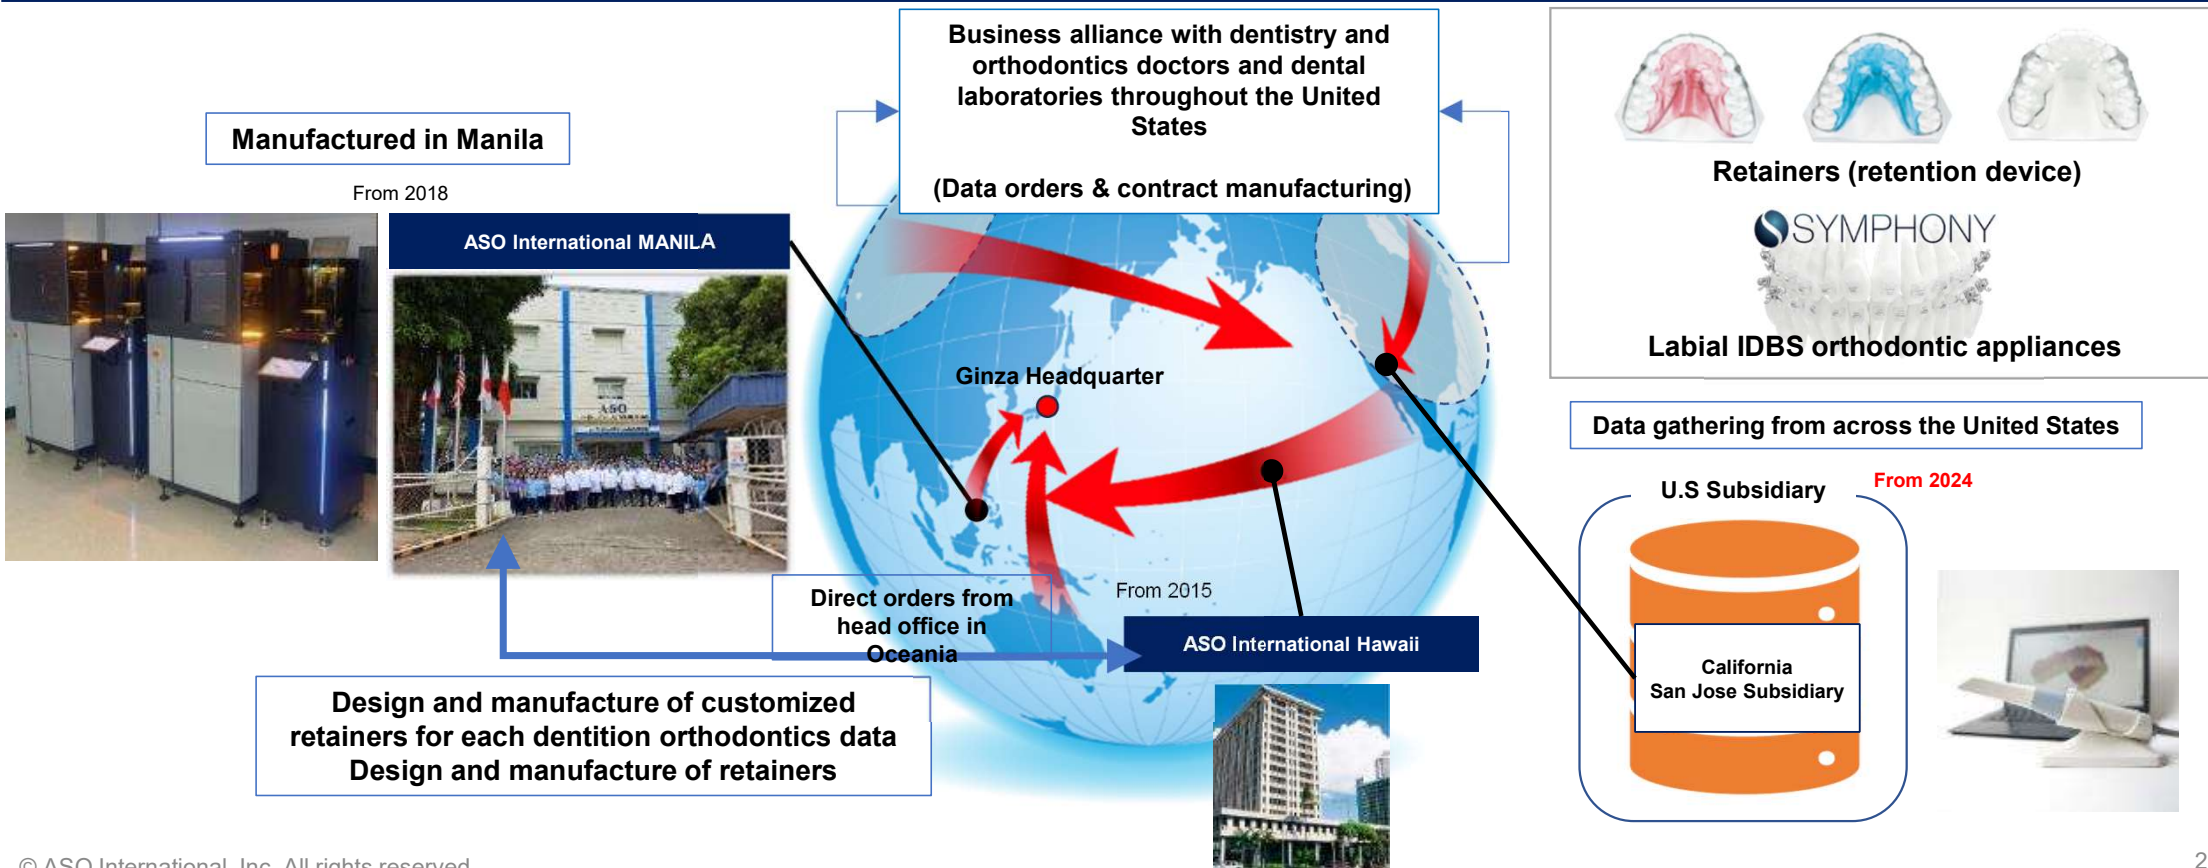 Business alliance with dentistry and
orthodontics doctors and dental
laboratories throughout the United
States
(Data orders & contract manufacturing)
Manufactured in Manila
From 2018
ASO International MANILA
ASO
Ginza Headquarter
Direct orders from
head office in
Oceania
From 2015
ASO International Hawaii
Design and manufacture of customized
retainers for each dentition orthodontics data
Design and manufacture of retainers
Retainers (retention device)
SYMPHONY
Labial IDBS orthodontic appliances
Data gathering from across the United States
From 2024
U.S Subsidiary
California
San Jose Subsidiary
© ASO International, Inc. All rights reserved
2